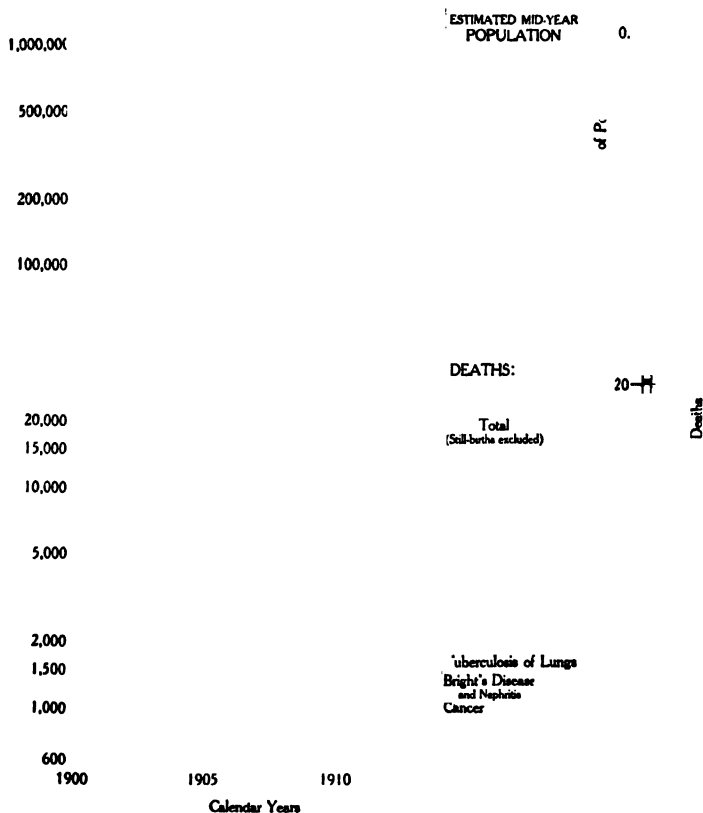 ESTIMATED MID-YEAR
POPULATION
0.
1,000,00
500,000
of P
200,000
100,000
DEATHS:
20
Deaths
20,000
Total
(Still-births excluded)
15,000
10,000
5,000
2,000
uberculosis of Lungs
1,500
Bright's Disease
and Nephritis
1,000
Cancer
600
1900
1905
1910
Calendar Years